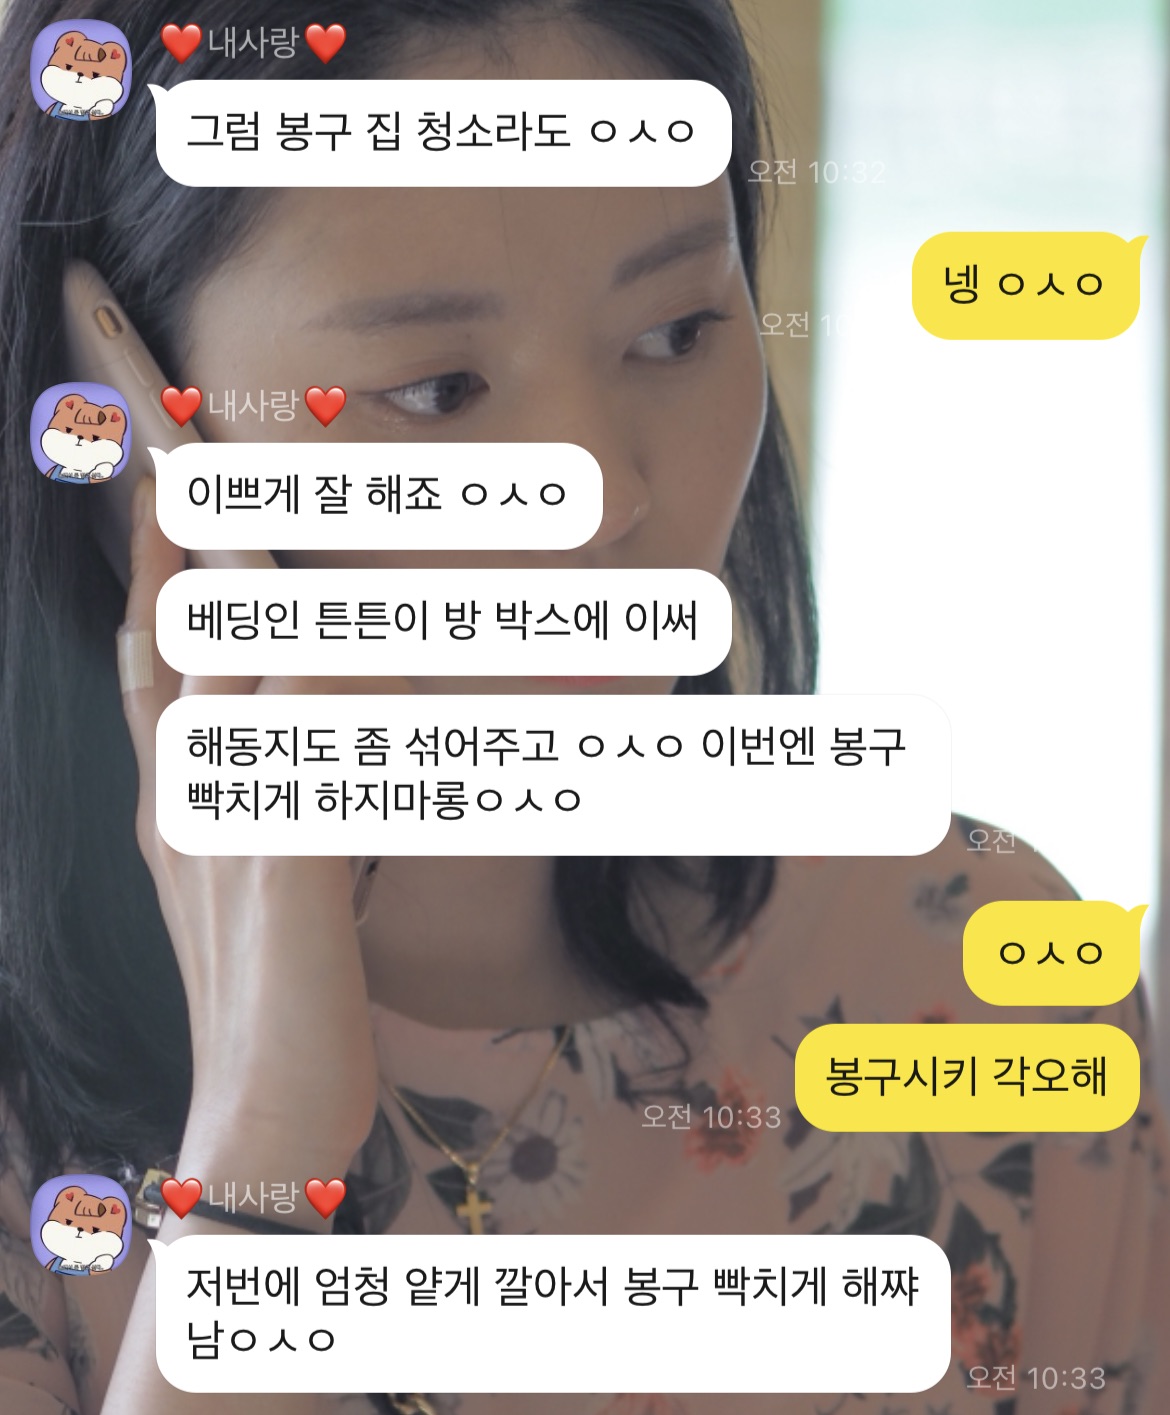 ❤️내사랑❤️
그럼 봉구 집 청소라도 ㅇㅅㅇ
오전 10:32
넹 ㅇㅅㅇ
오전
❤️내사랑❤️
이쁘게 잘 해죠 ㅇㅅㅇ
베딩인 튼튼이 방 박스에 이써
해동지도 좀 섞어주고 ㅇㅅㅇ 이번엔 봉구
빡치게 하지마롱ㅇㅅㅇ
오전
ㅇㅅㅇ
봉구시키 각오해
오전 10:33
❤️내사랑❤️
저번에 엄청 얕게 깔아서 봉구 빡치게 해쨔
남ㅇㅅㅇ
오전 10:33